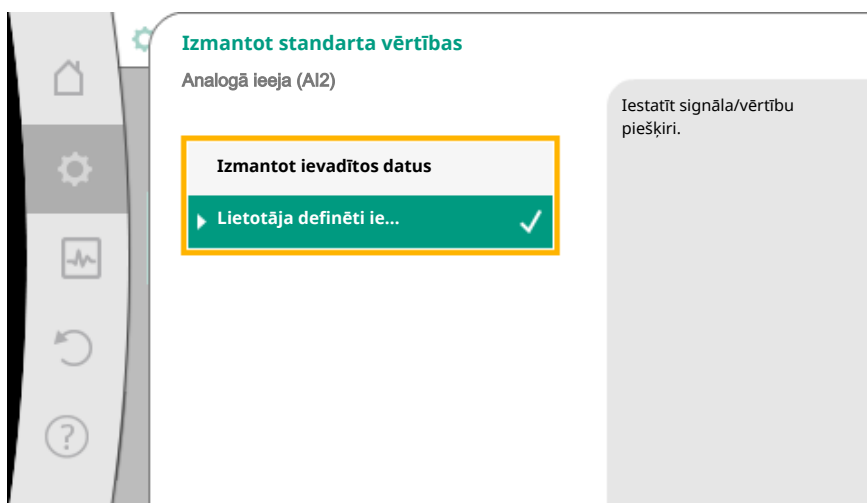 Izmantot standarta vērtības
Analogā ieeja (AI2)
Iestatīt signāla/vērtību
piešķiri.
Izmantot ievadītos datus
Lietotāja definēti ie...
?